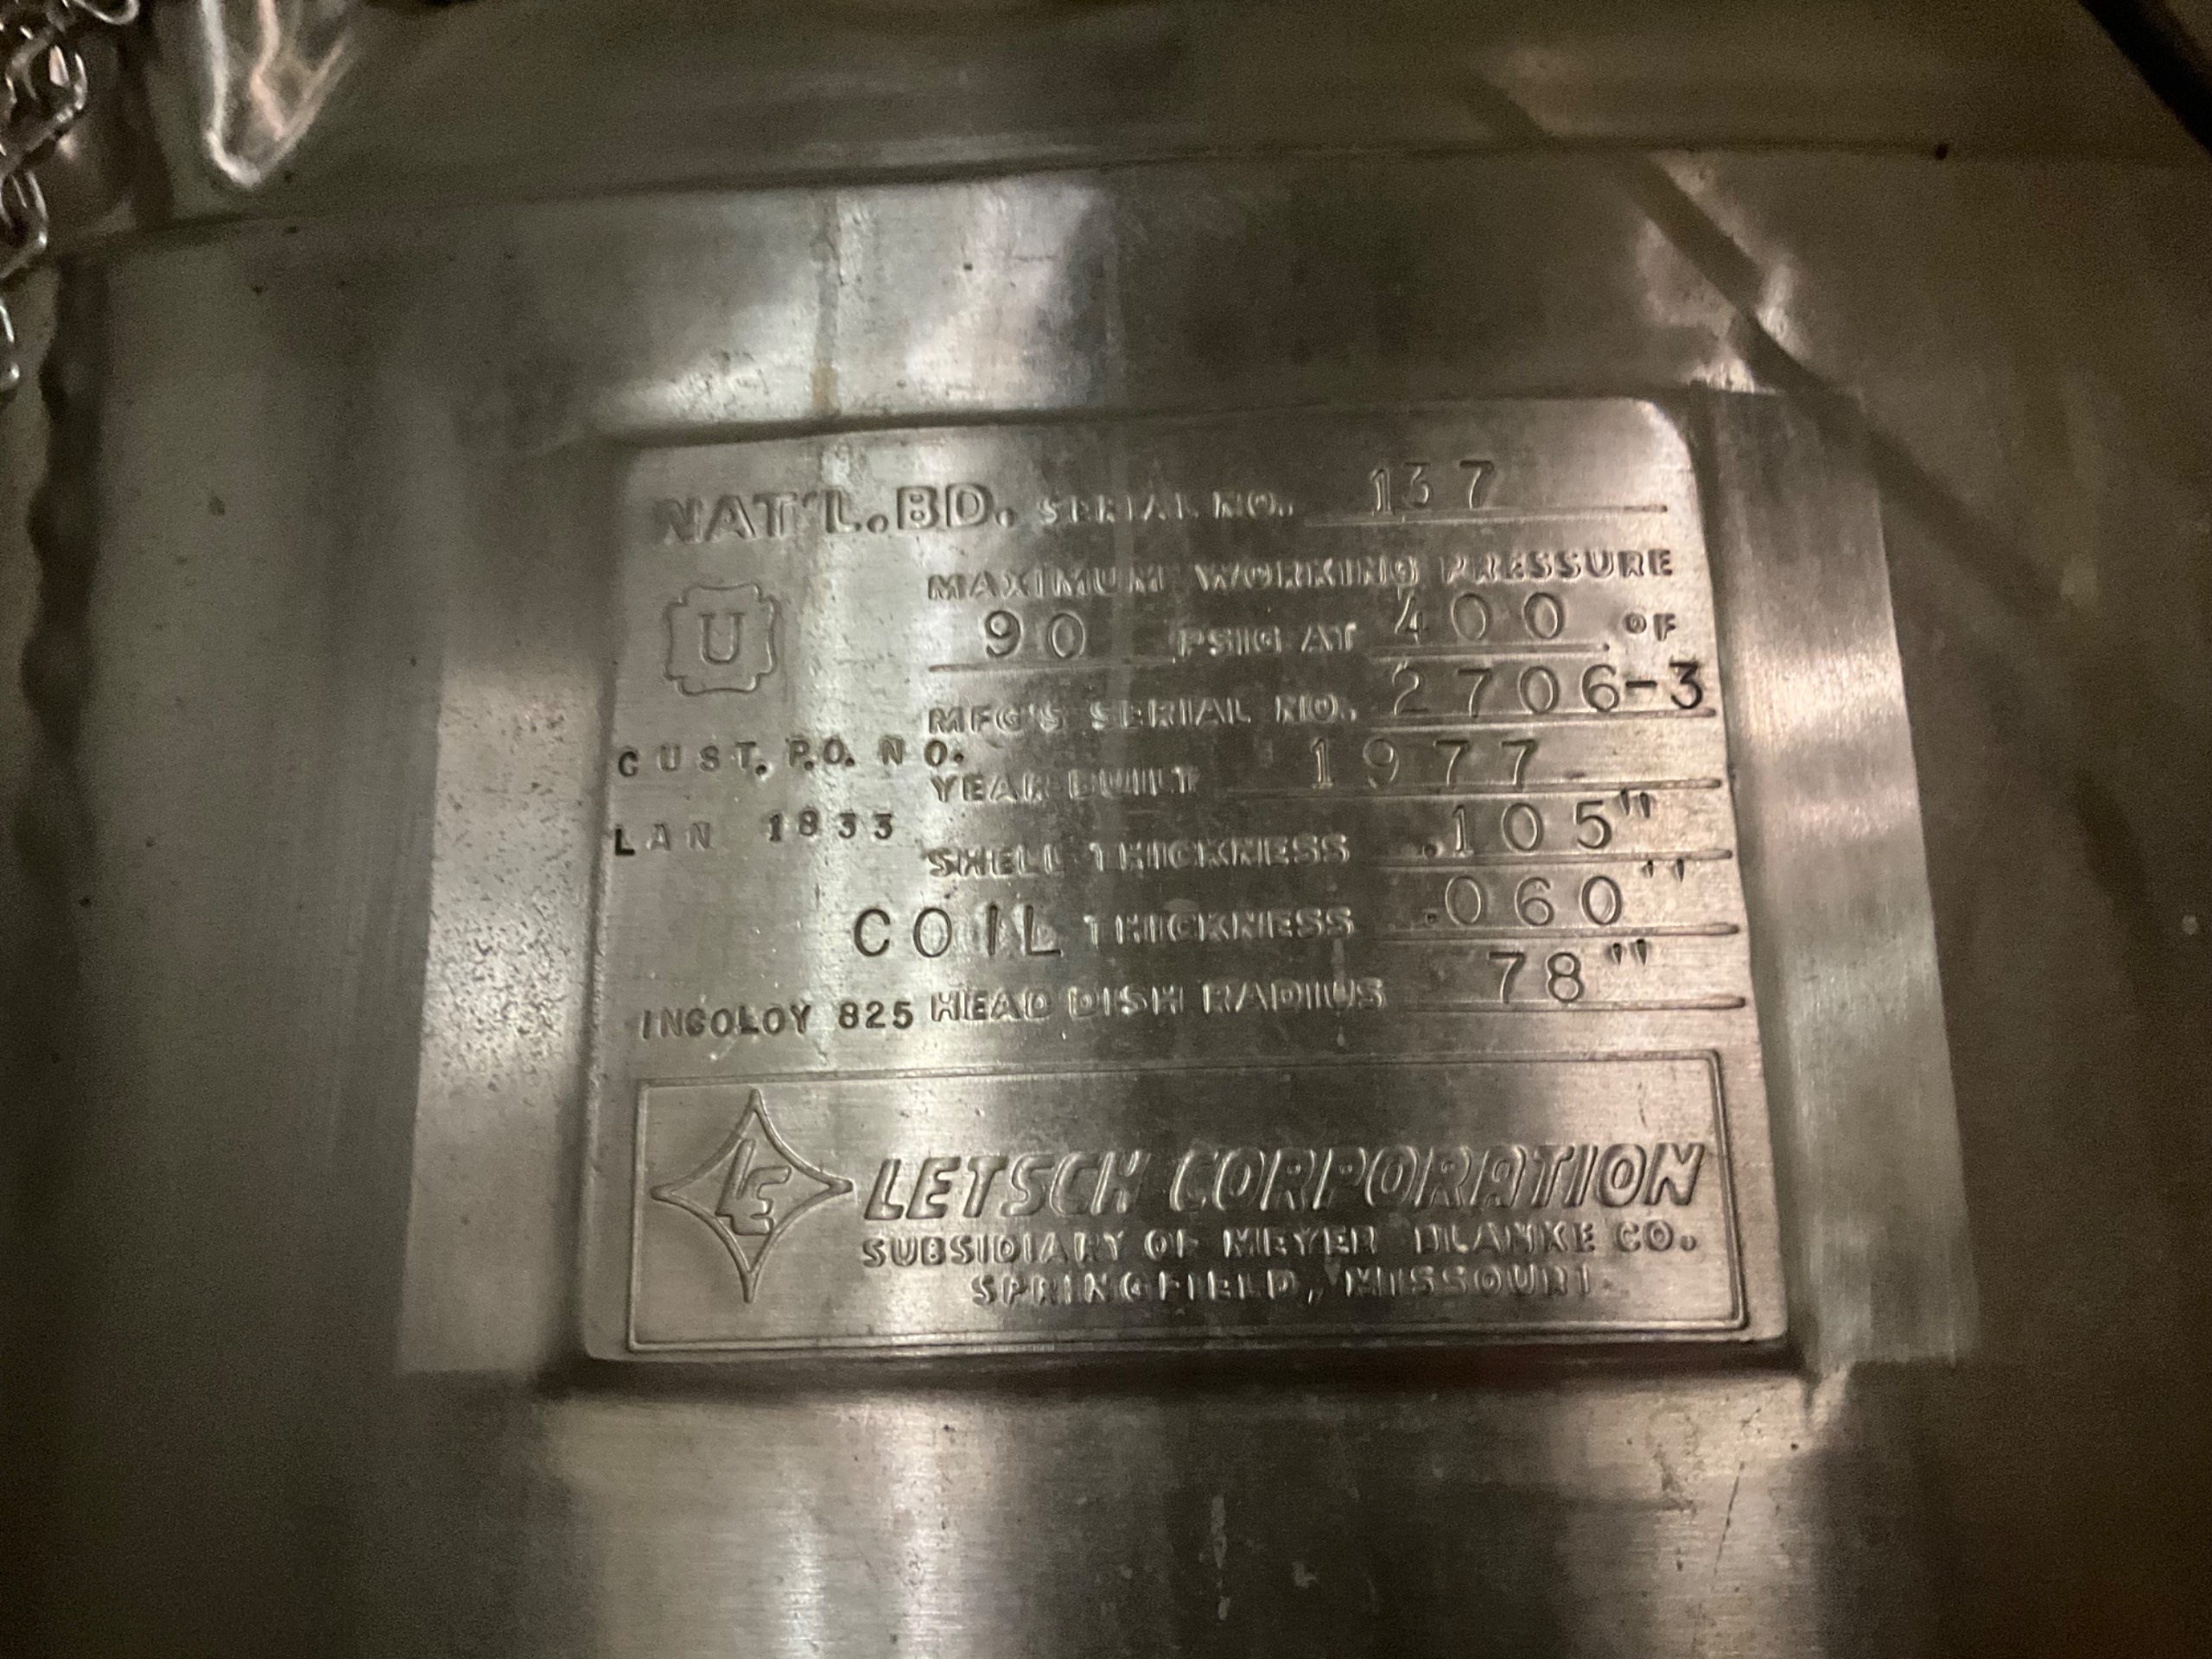 NAT'L. BD. SERIAL NO. 137
MAXIMUM WORKING PRESSURE
U
90 PSIG AT 400 °F
MFG'S SERIAL NO. 2706-3
CUST. P.O. NO.
YEAR BUILT 1977
LAN 1833
SHELL THICKNESS .105"
COIL THICKNESS .060"
INCOLOY 825 HEAD DISH RADIUS 78"
LE LETSCH CORPORATION
SUBSIDIARY OF MEYER BLANKE CO.
SPRINGFIELD, MISSOURI